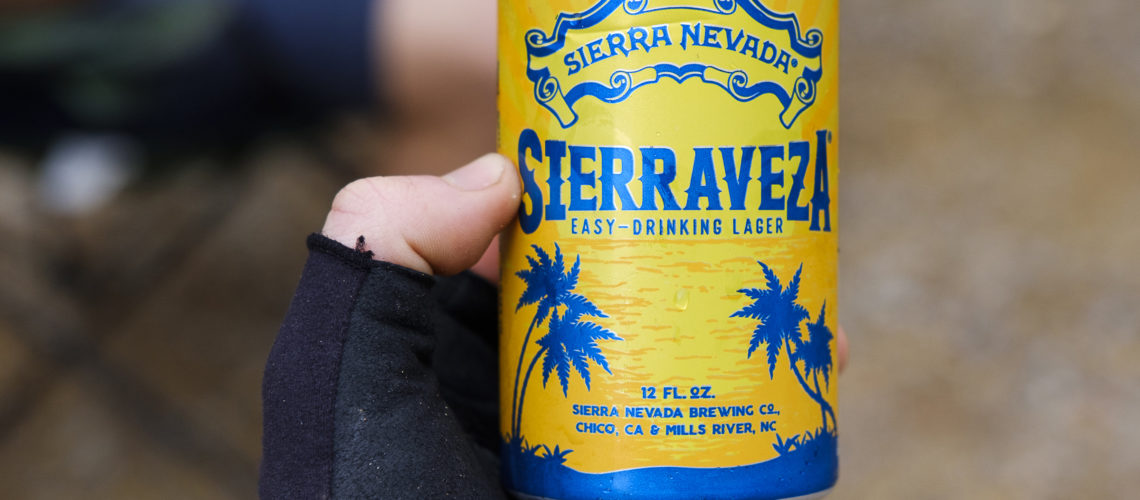 SIERRA NEVADA®
SIERRAVEZA®
EASY-DRINKING LAGER
12 FL. OZ.
SIERRA NEVADA BREWING CO.,
CHICO, CA & MILLS RIVER, NC